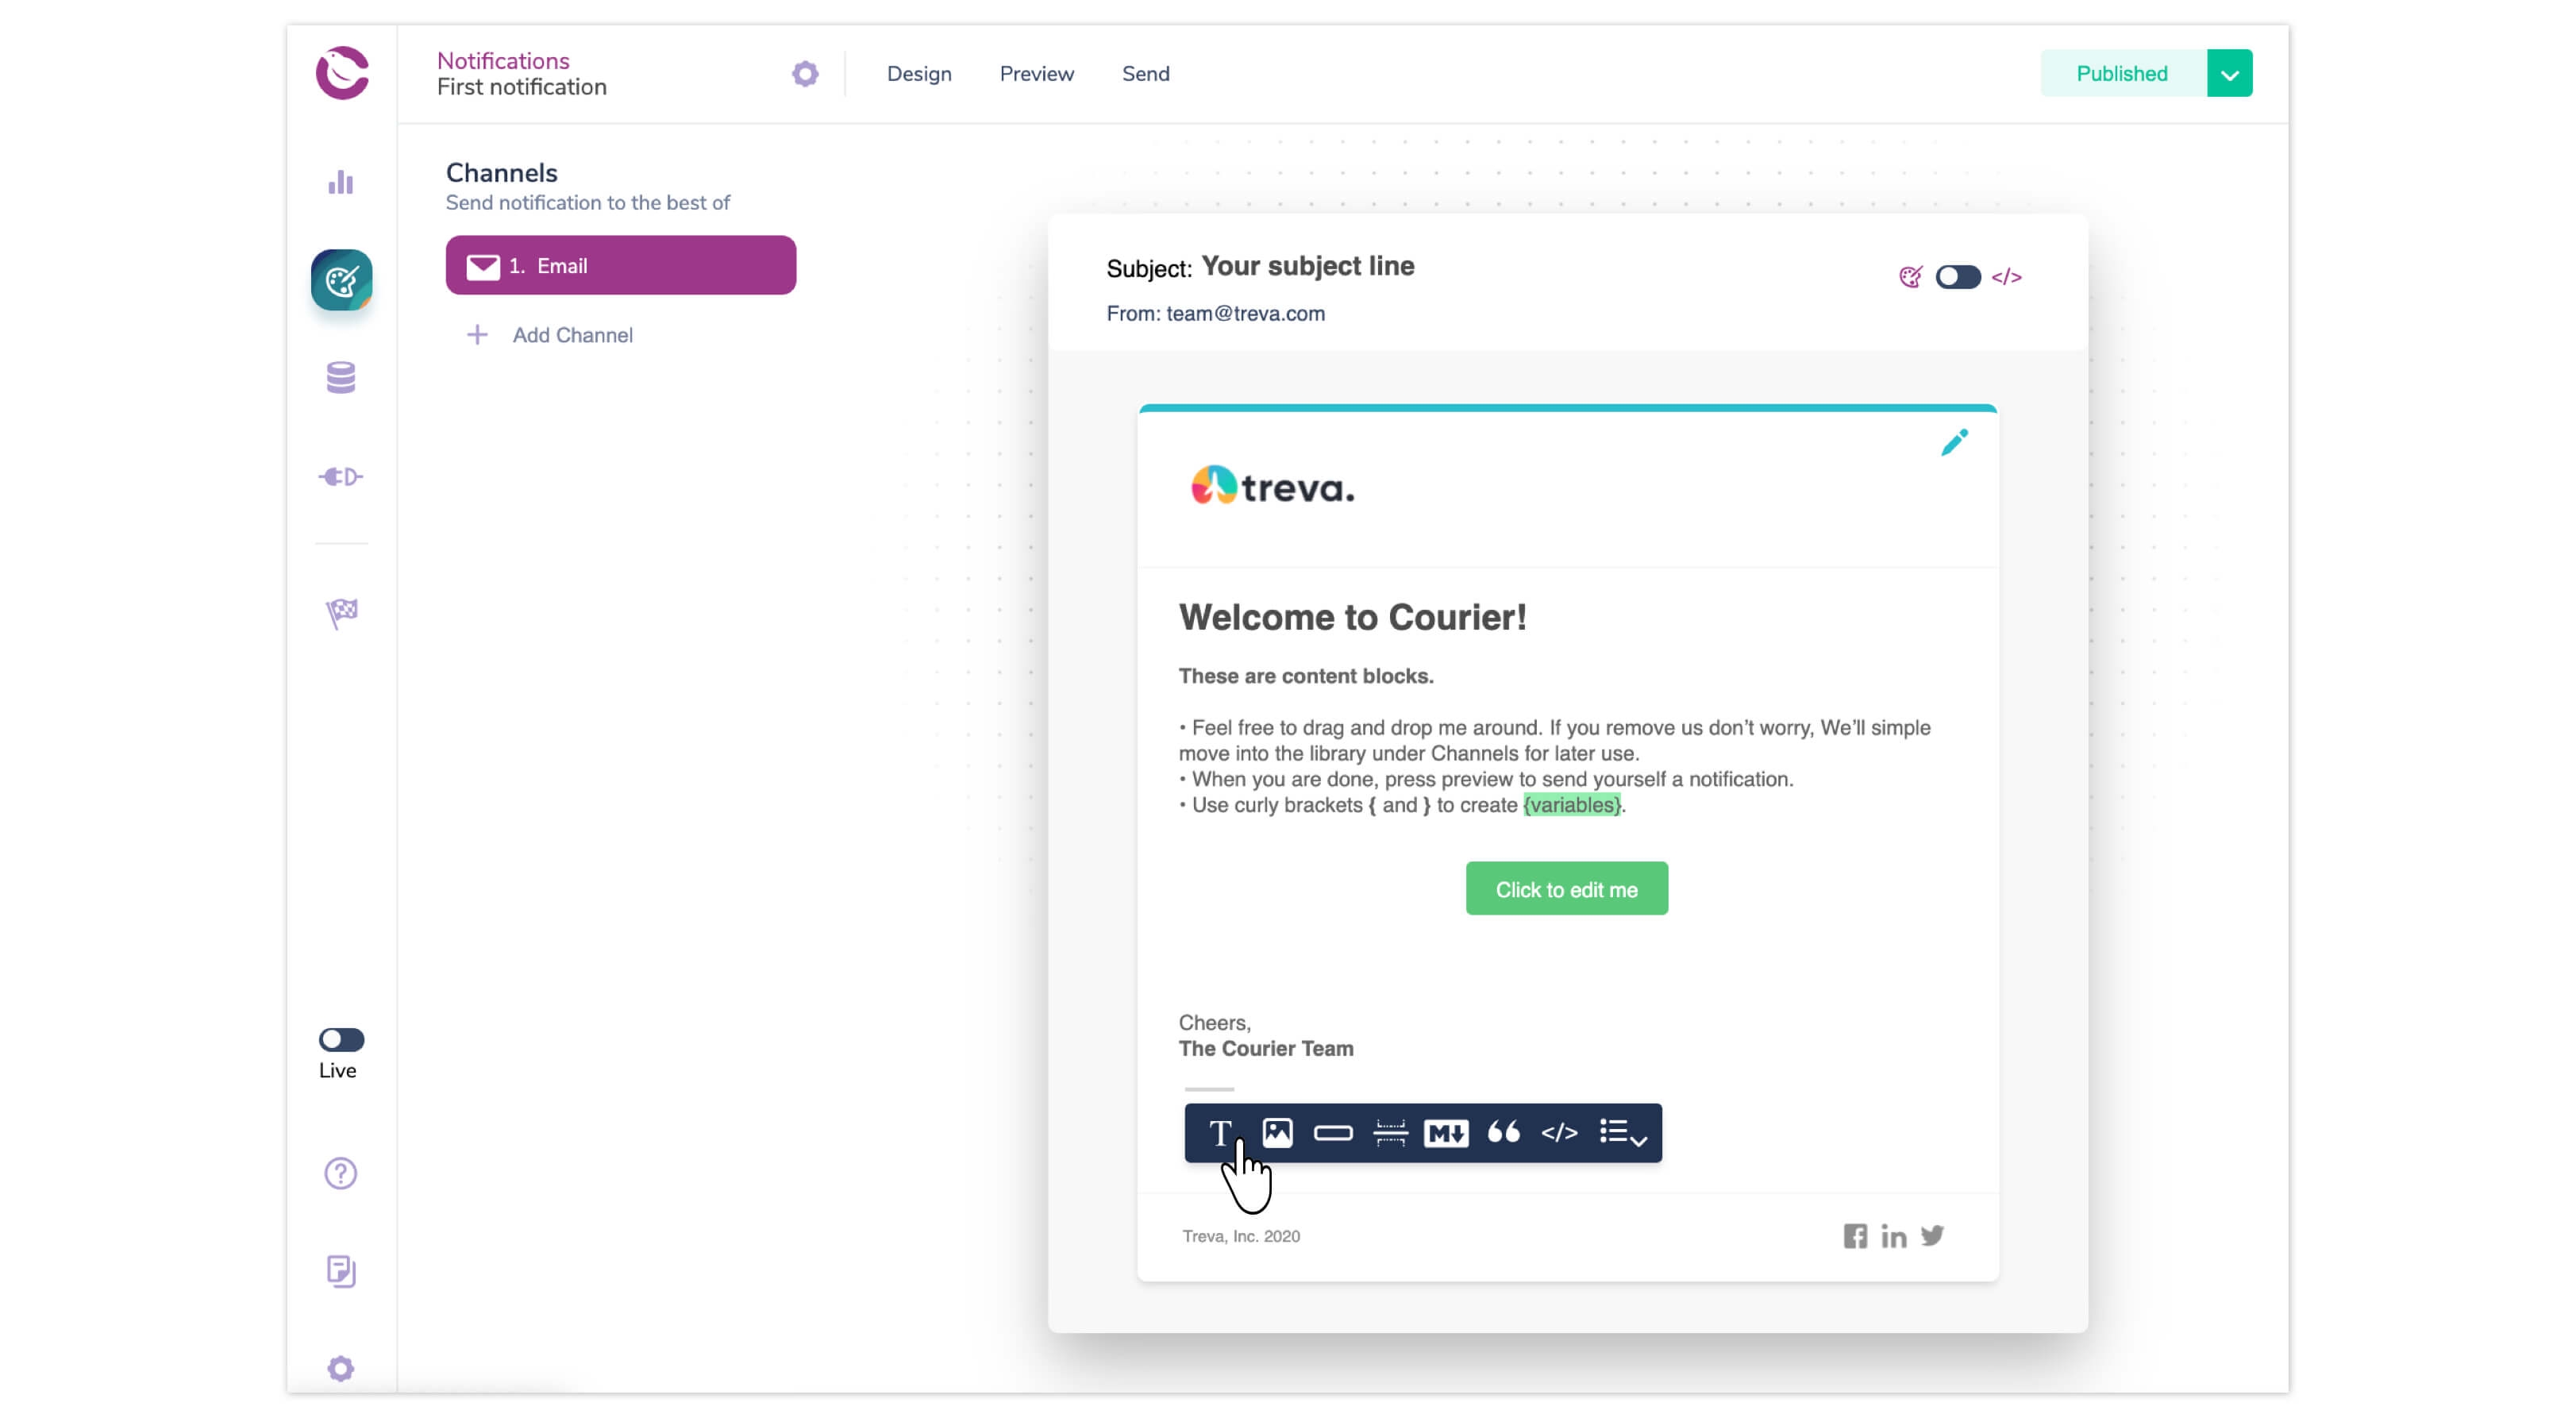 Notifications
First notification
Design
Preview
Send
Published
Channels
Send notification to the best of
1. Email
Add Channel
Live
Subject: Your subject line
</>
From: team@treva.com
treva.
Welcome to Courier!
These are content blocks.
• Feel free to drag and drop me around. If you remove us don’t worry, We’ll simple
move into the library under Channels for later use.
• When you are done, press preview to send yourself a notification.
• Use curly brackets { and } to create {variables}.
Click to edit me
Cheers,
The Courier Team
T
M
</>
Treva, Inc. 2020